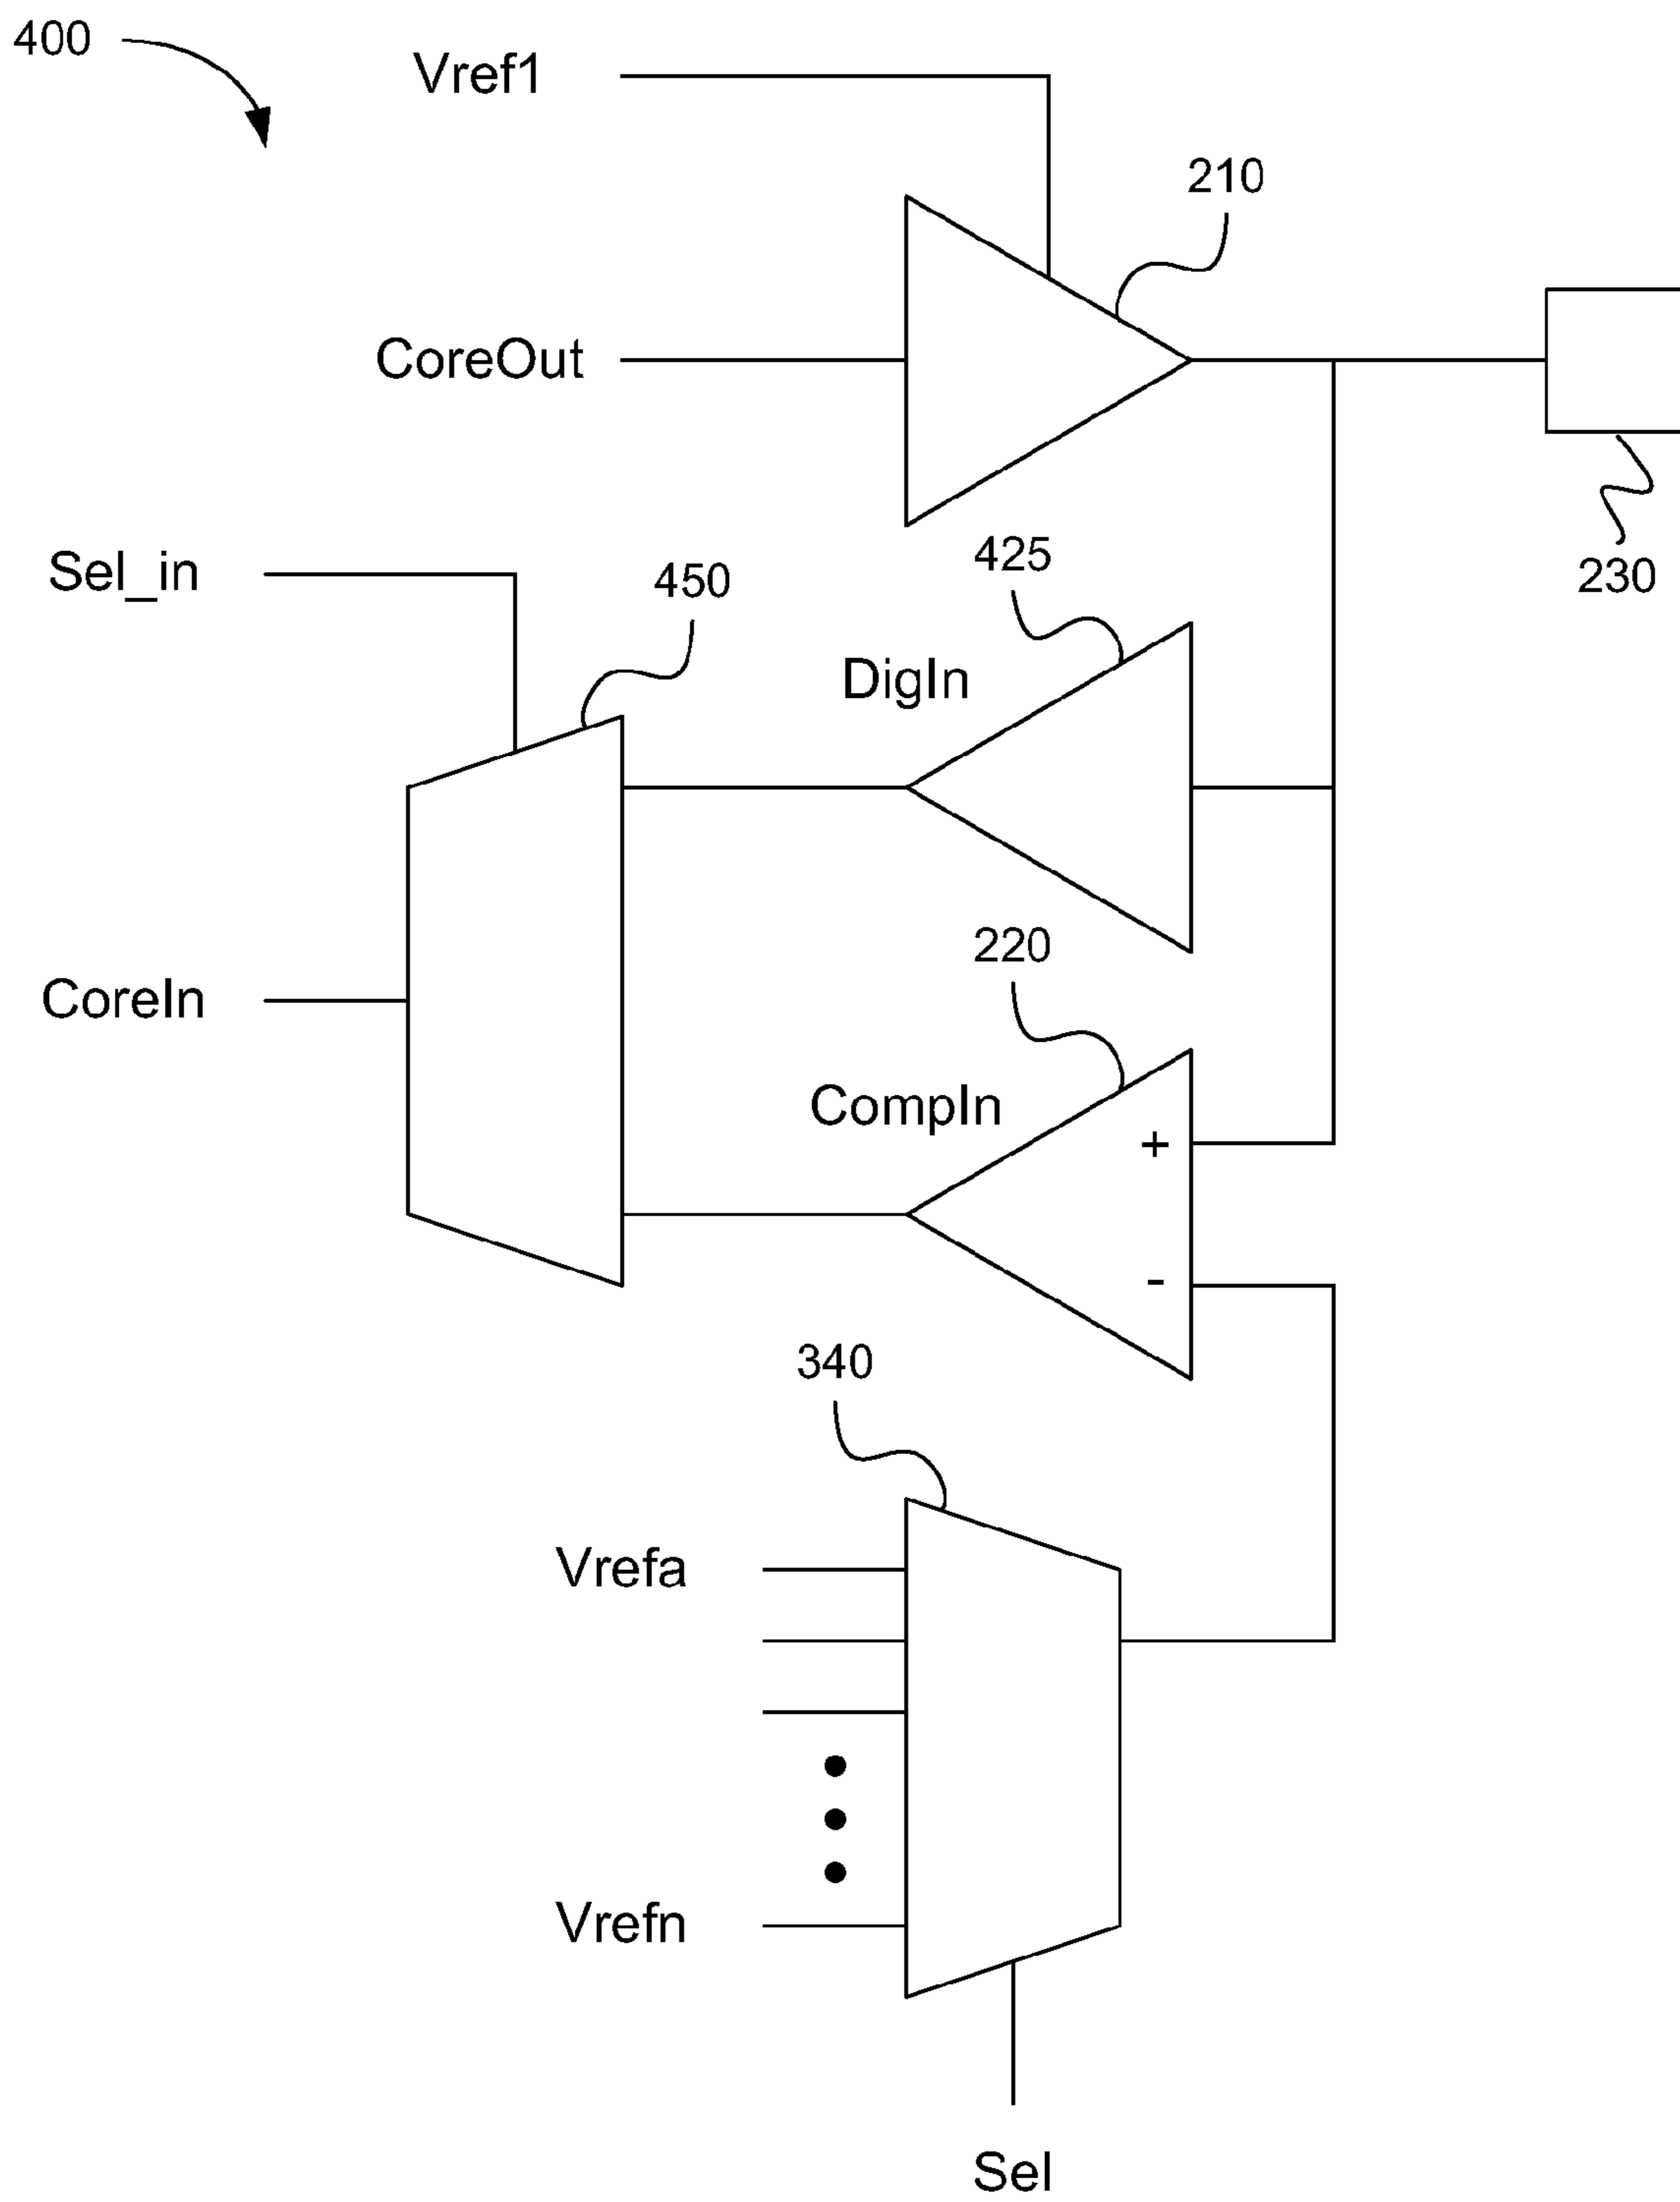 400
Vref1
210
CoreOut
425
Sel_in
450
230
DigIn
220
CoreIn
CompIn
+
-
340
Vrefa
Vrefn
Sel